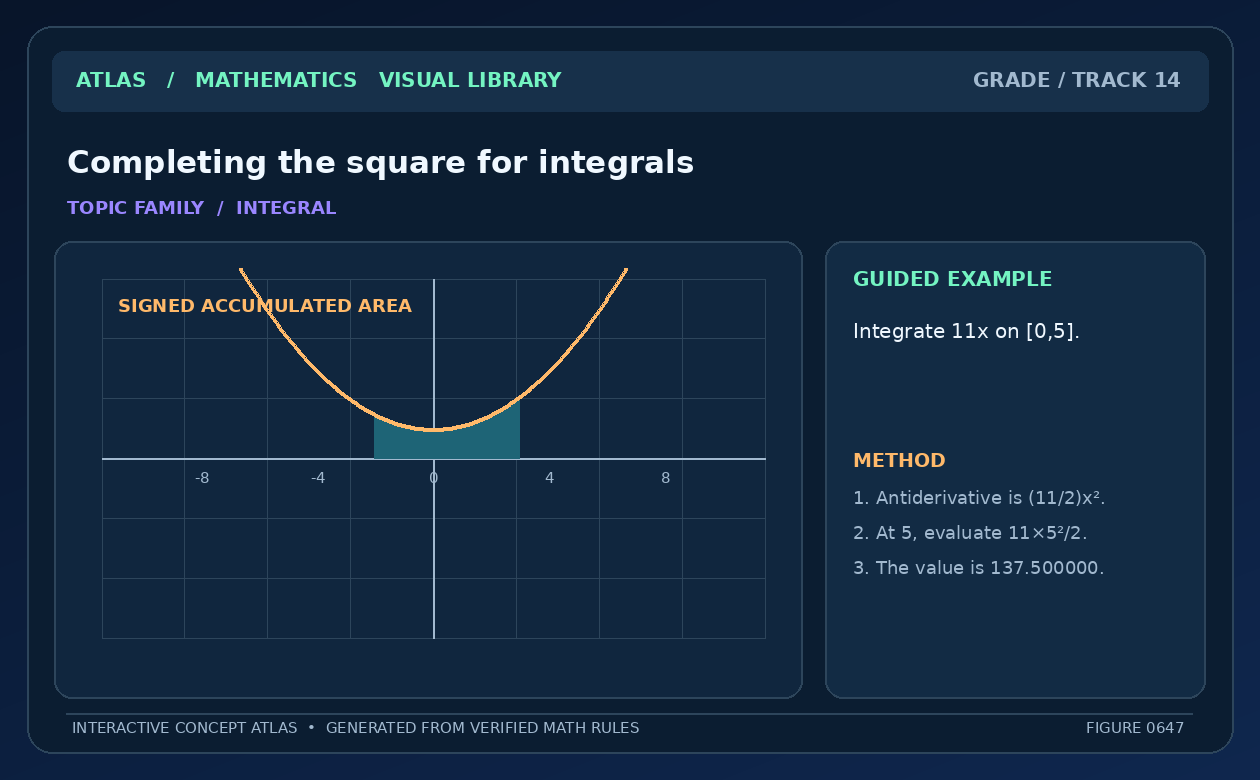 ATLAS / MATHEMATICS VISUAL LIBRARY
GRADE / TRACK 14
Completing the square for integrals
TOPIC FAMILY / INTEGRAL
SIGNED ACCUMULATED AREA
-8 -4 0 4 8
GUIDED EXAMPLE
Integrate 11x on [0,5].
METHOD
1. Antiderivative is (11/2)x².
2. At 5, evaluate 11×5²/2.
3. The value is 137.500000.
INTERACTIVE CONCEPT ATLAS • GENERATED FROM VERIFIED MATH RULES
FIGURE 0647